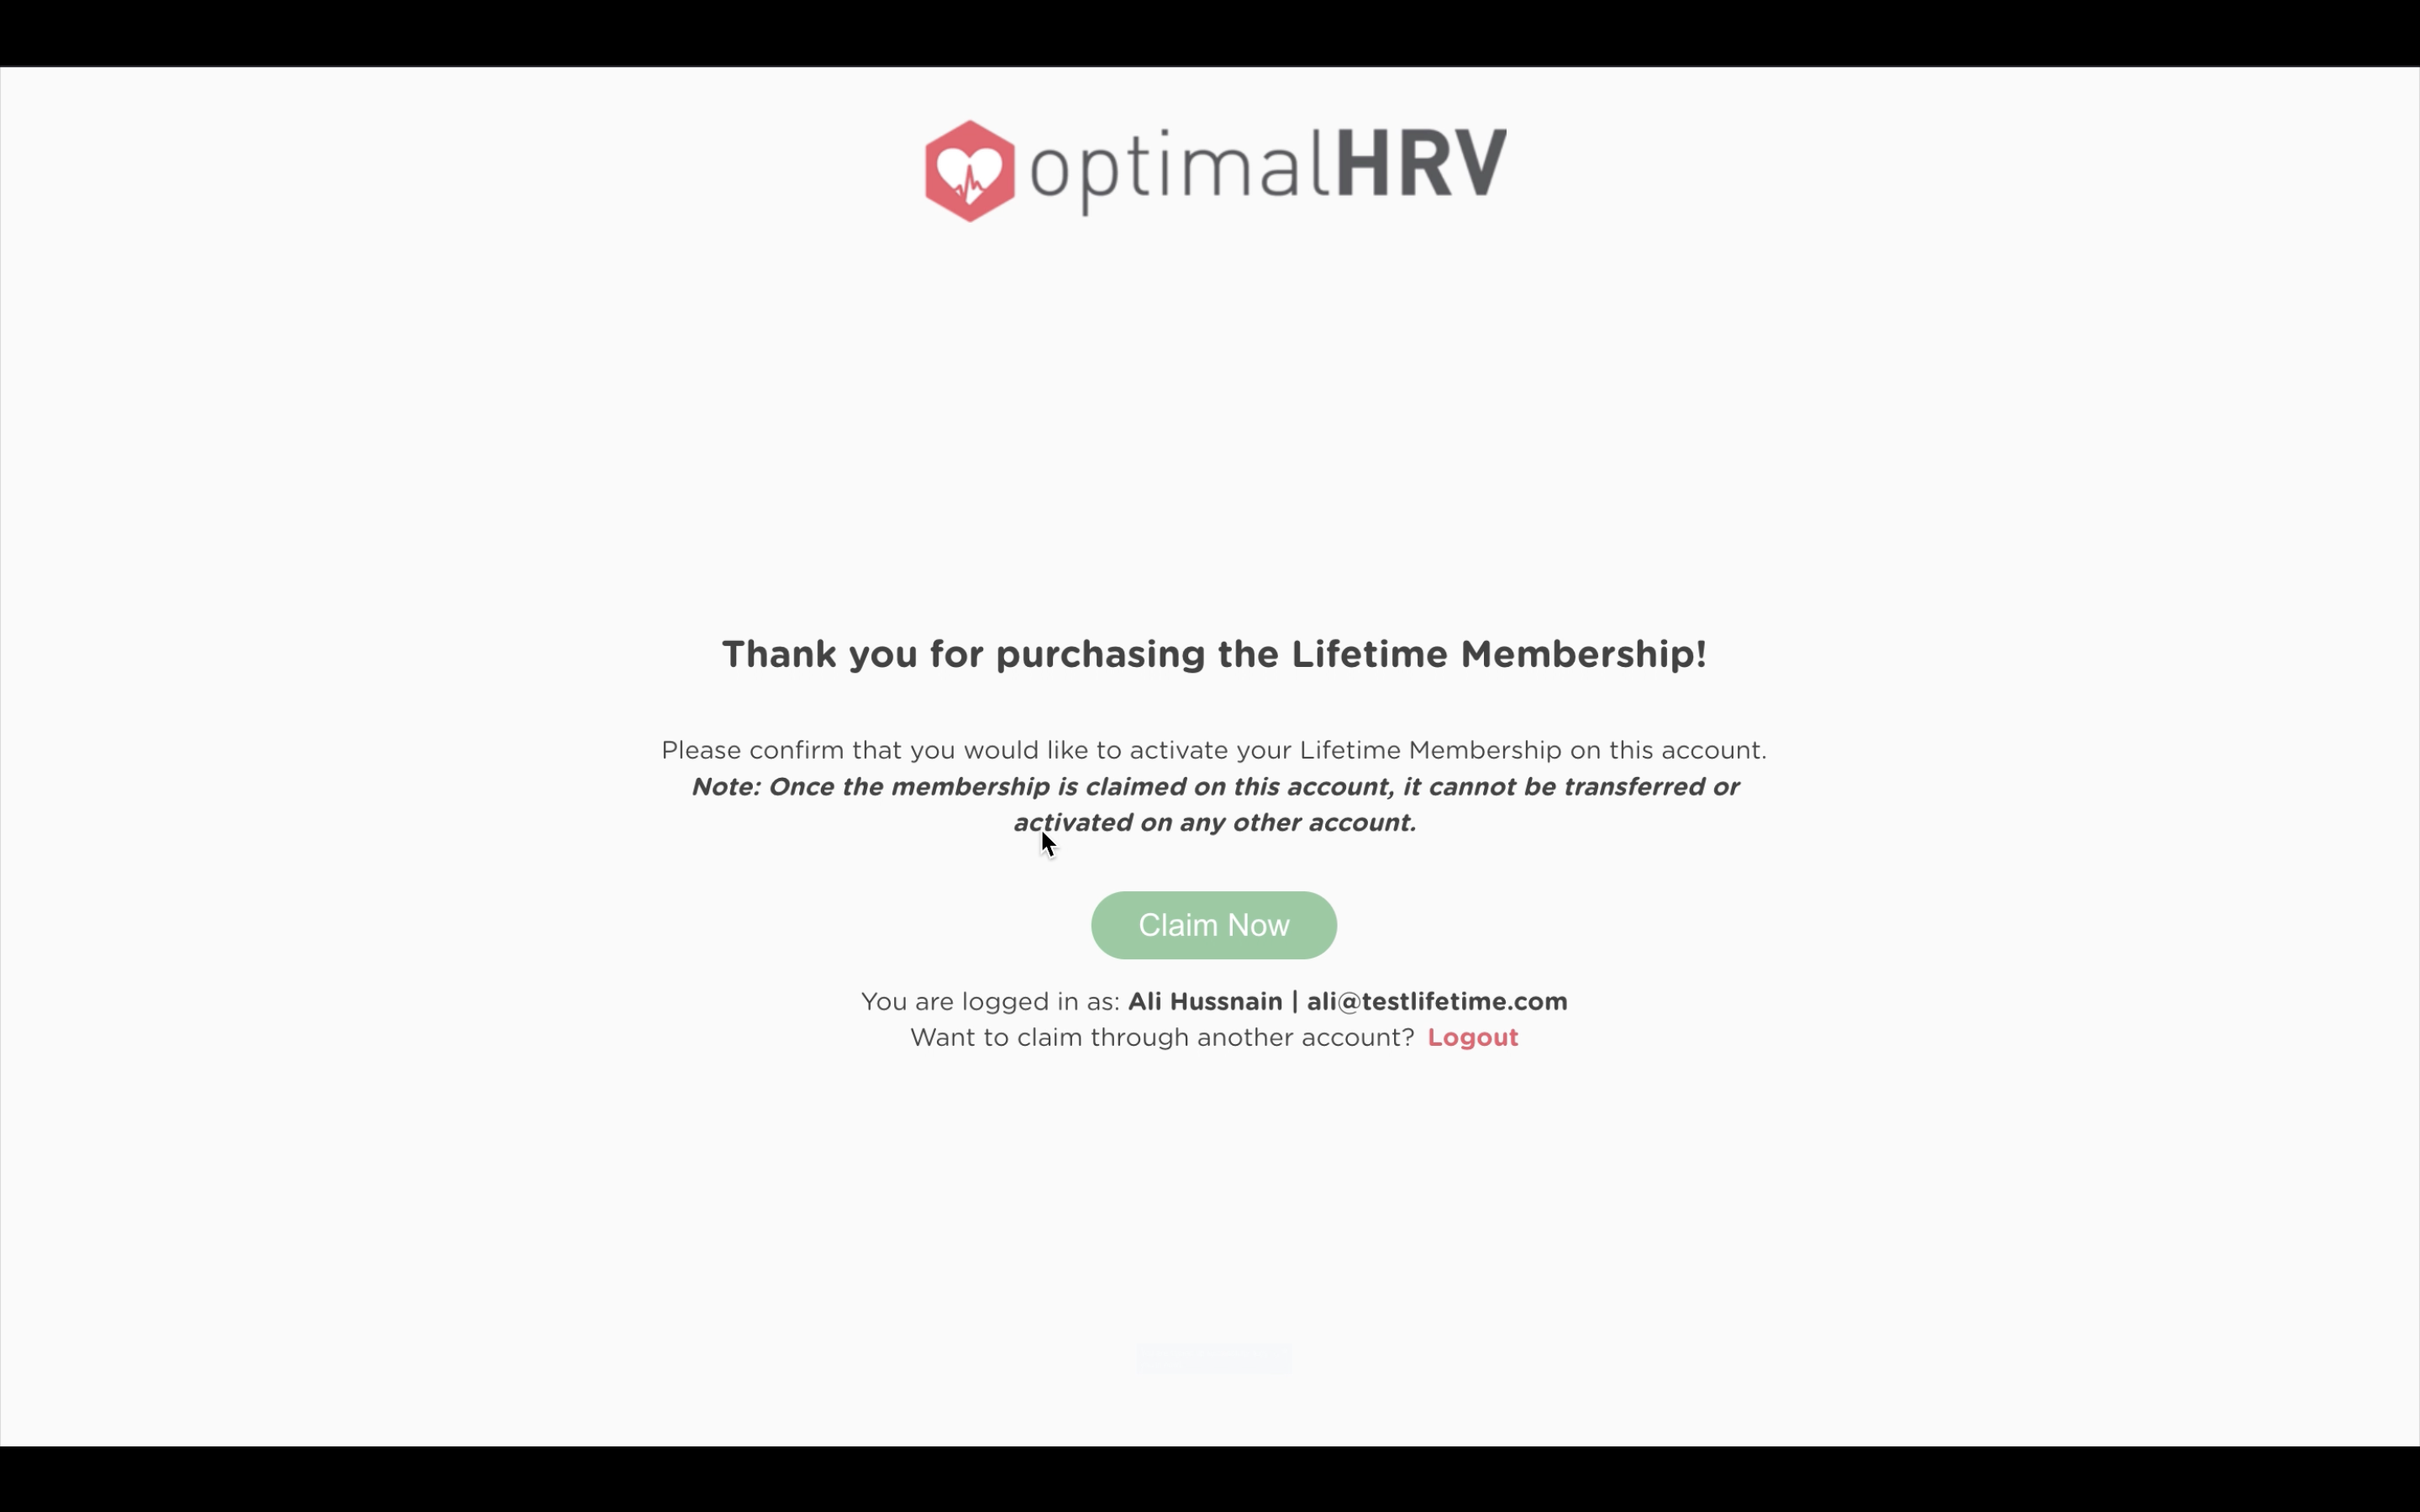 optimalHRV
Thank you for purchasing the Lifetime Membership!
Please confirm that you would like to activate your Lifetime Membership on this account.
Note: Once the membership is claimed on this account, it cannot be transferred or
activated on any other account.
Claim Now
You are logged in as: Ali Hussnain | ali@testlifetime.com
Want to claim through another account? Logout